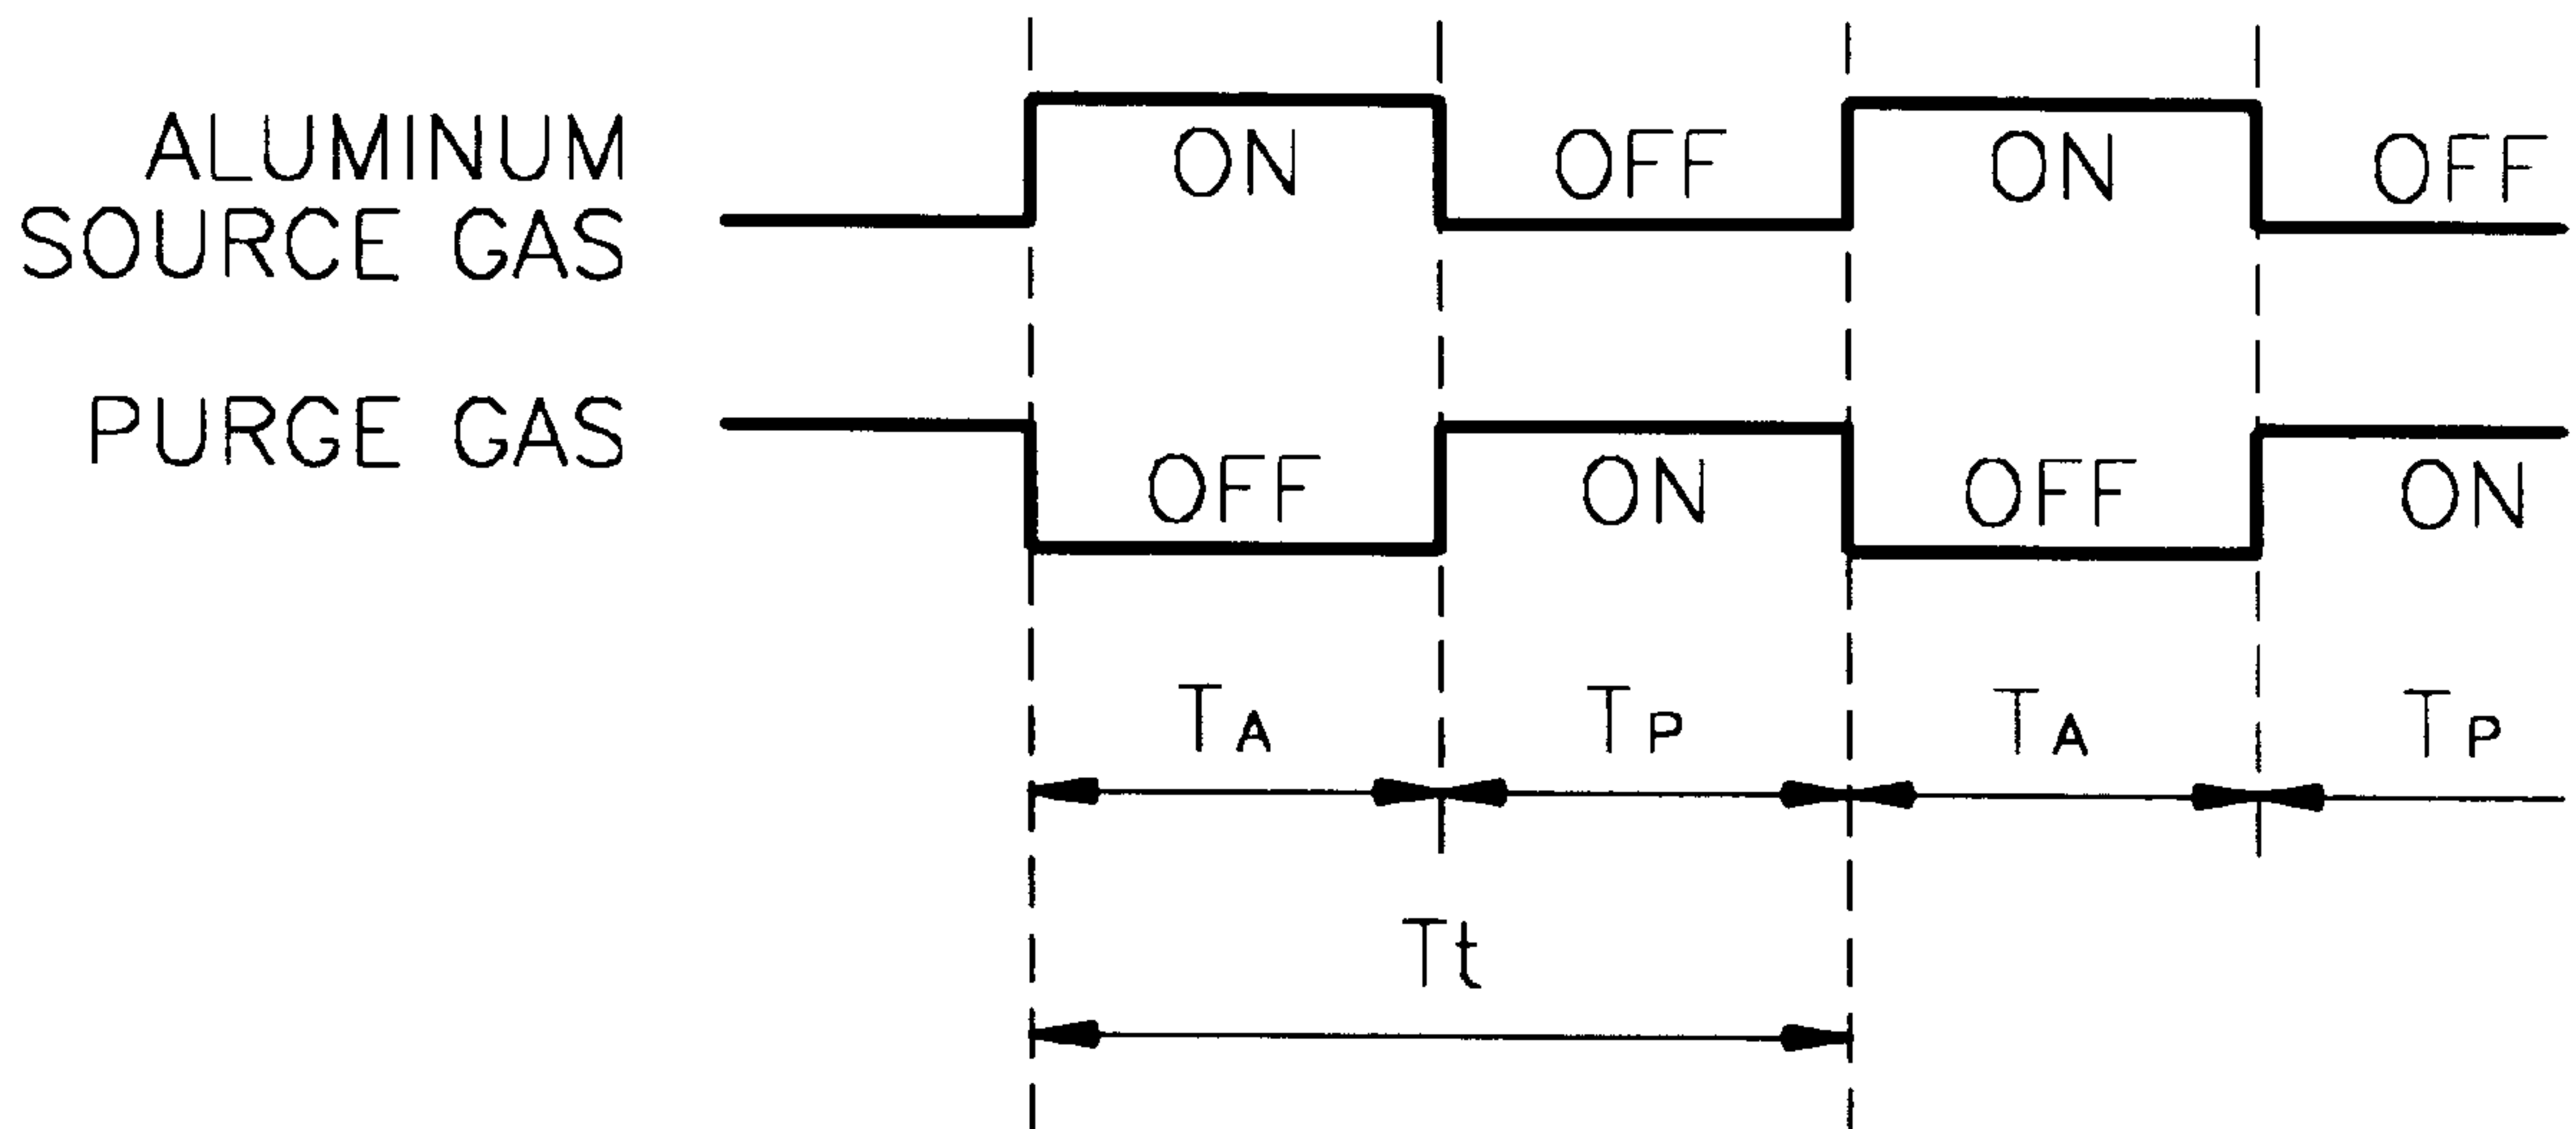 ALUMINUM
SOURCE GAS
ON OFF ON OFF
PURGE GAS
OFF ON OFF ON
TA TP TA TP
Tt